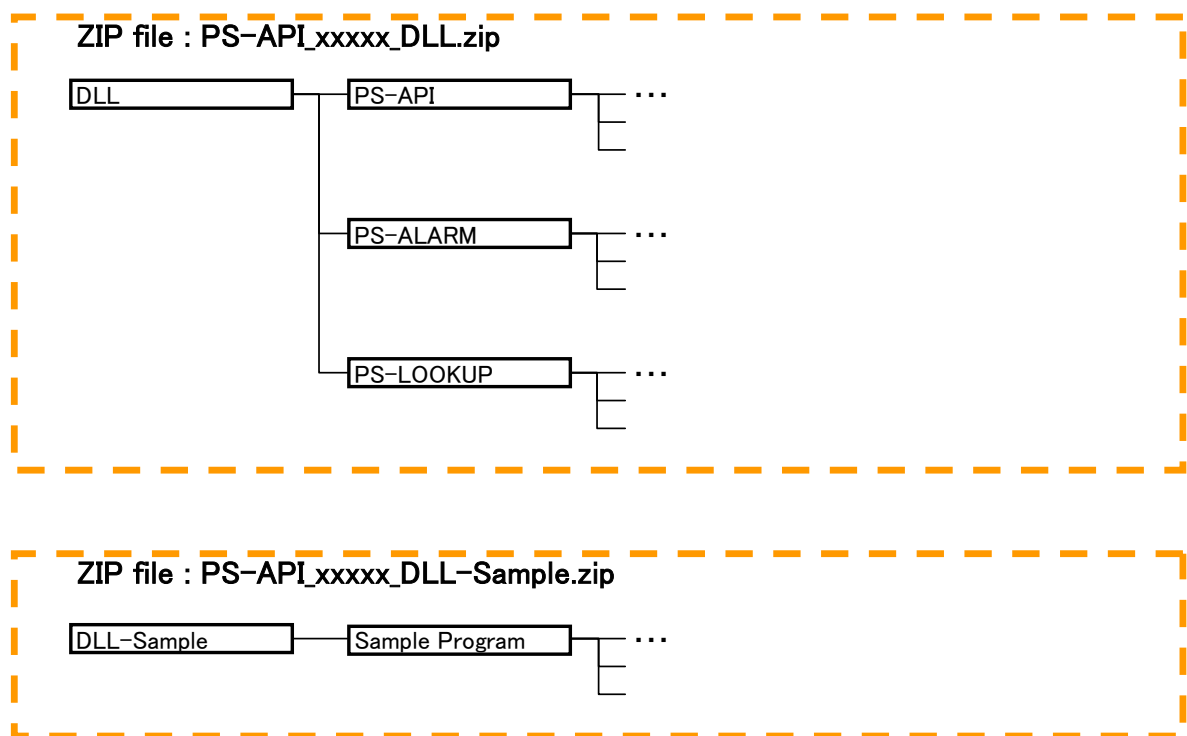 ZIP file : PS-API_xxxxx_DLL.zip
DLL
PS-API
...
PS-ALARM
...
PS-LOOKUP
...
ZIP file : PS-API_xxxxx_DLL-Sample.zip
DLL-Sample
Sample Program
...